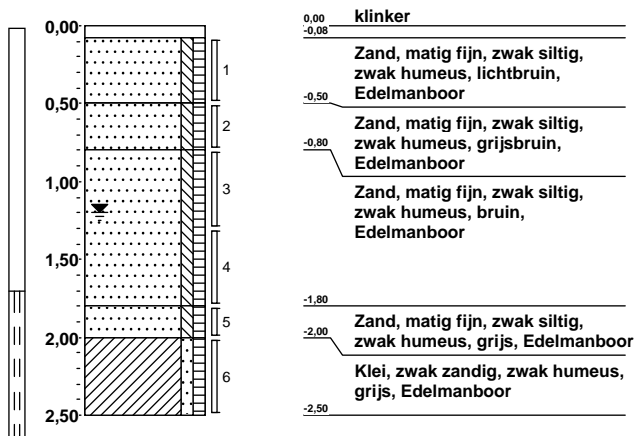 0,00
0,50
1,00
1,50
2,00
2,50
1
2
3
4
5
6
0,00 klinker
-0,08
Zand, matig fijn, zwak siltig,
zwak humeus, lichtbruin,
Edelmanboor
-0,50
Zand, matig fijn, zwak siltig,
zwak humeus, grijsbruin,
Edelmanboor
-0,80
Zand, matig fijn, zwak siltig,
zwak humeus, bruin,
Edelmanboor
-1,80
Zand, matig fijn, zwak siltig,
zwak humeus, grijs, Edelmanboor
-2,00
Klei, zwak zandig, zwak humeus,
grijs, Edelmanboor
-2,50